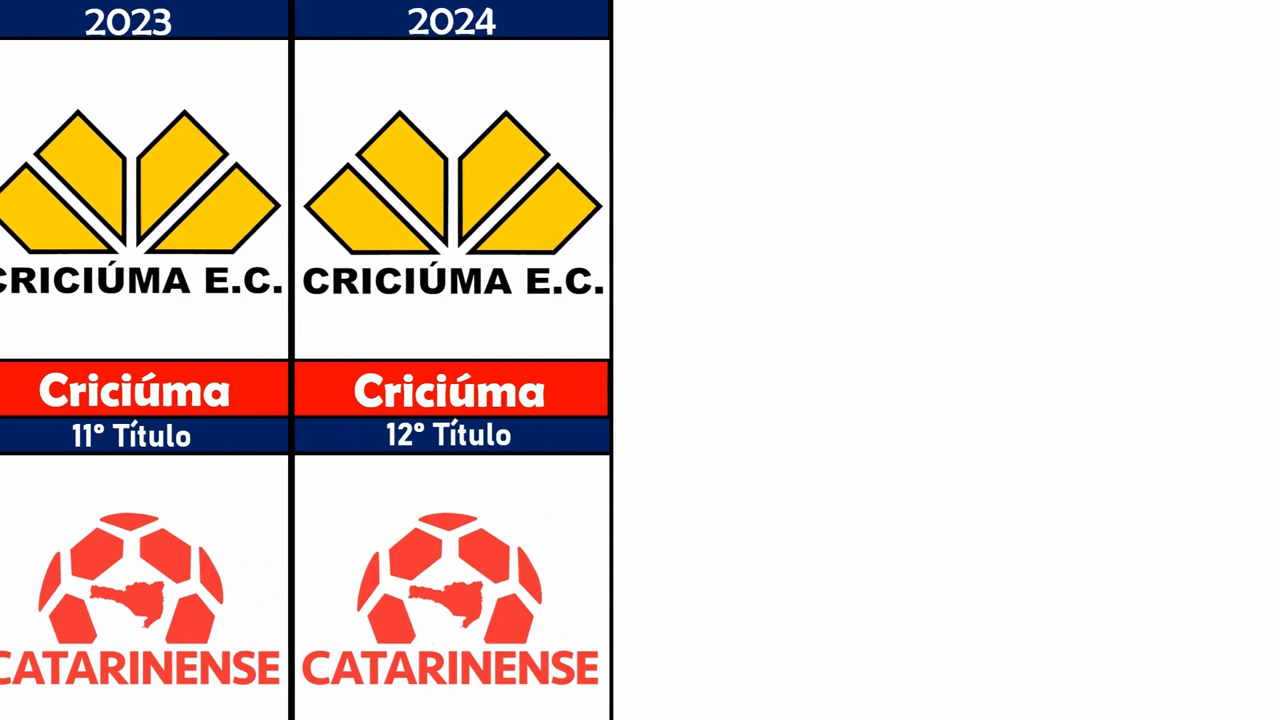 2023
CRICIÚMA E.C.
Criciúma
11° Título
CATARINENSE
2024
CRICIÚMA E.C.
Criciúma
12° Título
CATARINENSE